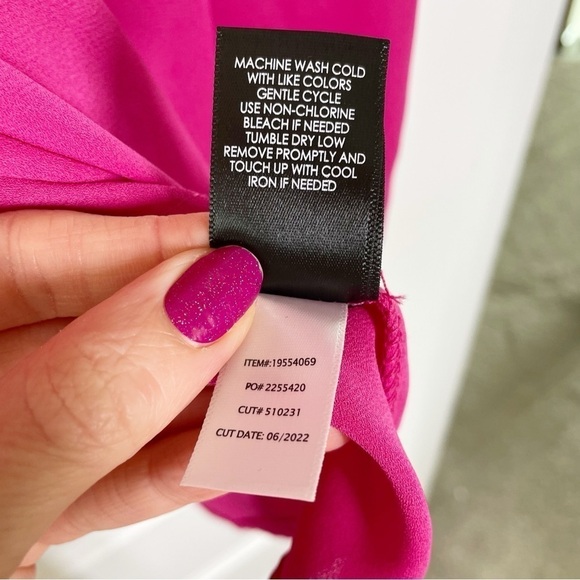 MACHINE WASH COLD
WITH LIKE COLORS
GENTLE CYCLE
USE NON-CHLORINE
BLEACH IF NEEDED
TUMBLE DRY LOW
REMOVE PROMPTLY AND
TOUCH UP WITH COOL
IRON IF NEEDED
ITEM#:19554069
PO# 2255420
CUT# 510231
CUT DATE: 06/2022